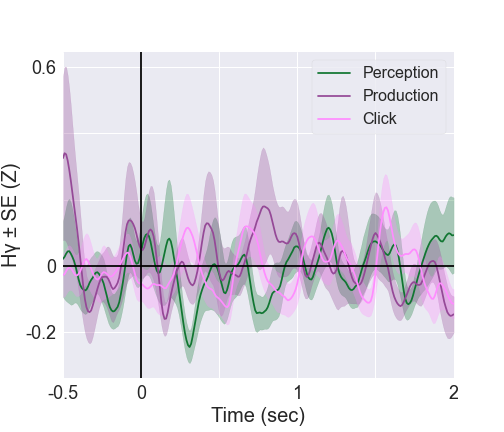 Hγ ± SE (Z)
0.6
0
-0.2
Perception
Production
Click
-0.5
0
1
2
Time (sec)